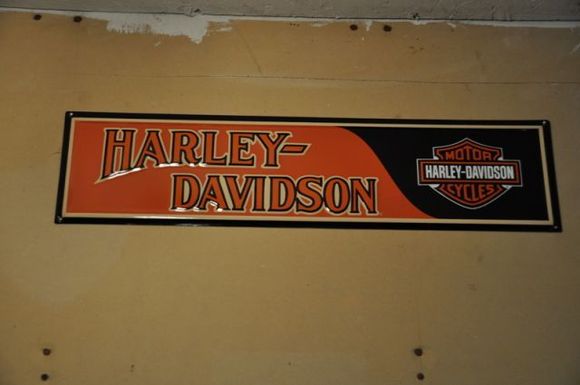 HARLEY-
DAVIDSON
MOTOR
HARLEY-DAVIDSON
CYCLES